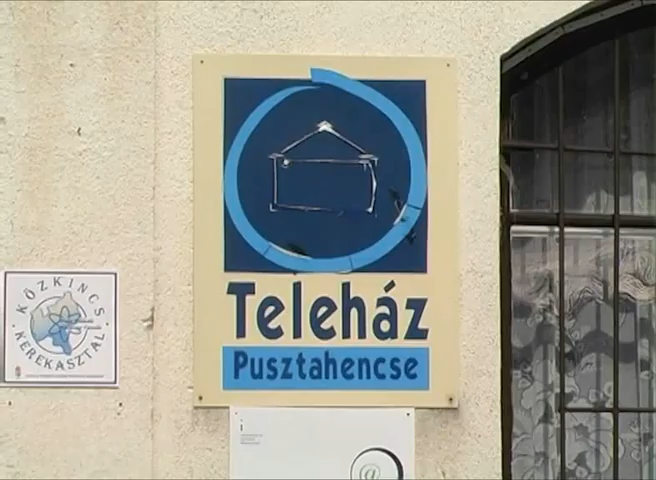 Teleház
Pusztahencse
KÖZKINCS
KEREKASZTAL
i
@